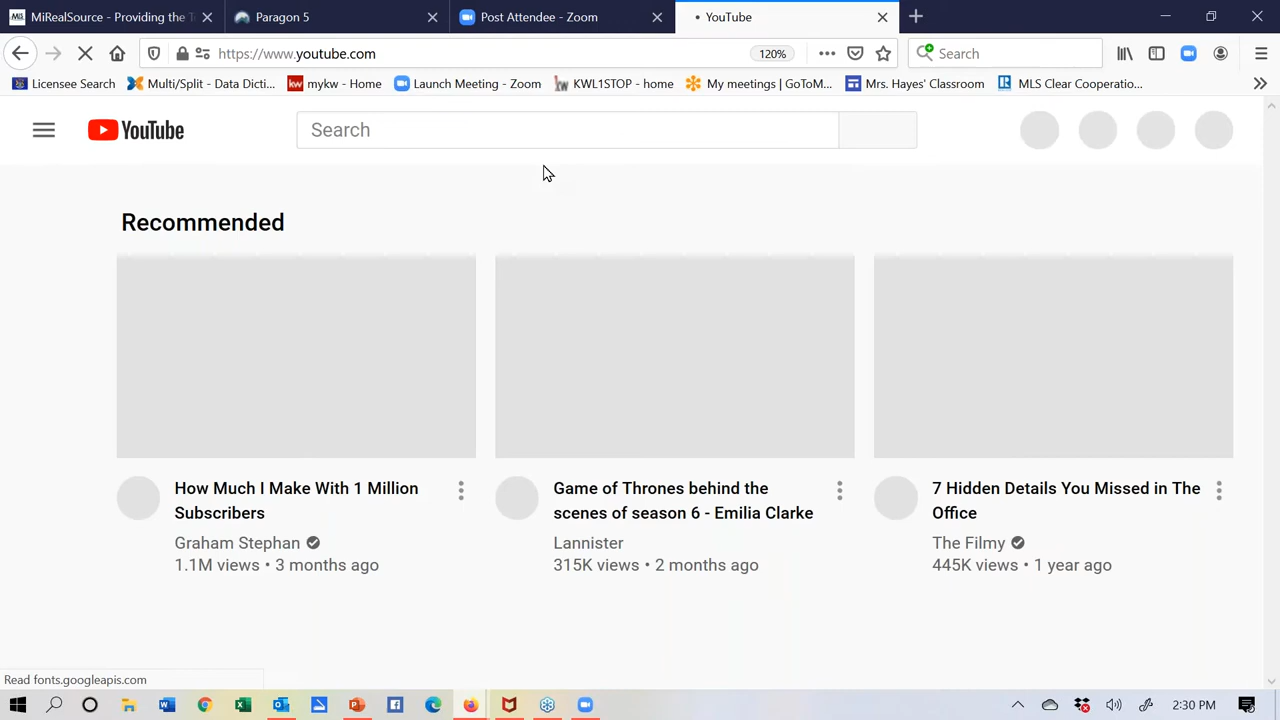 MiRealSource - Providing the T
Paragon 5
Post Attendee - Zoom
YouTube
https://www.youtube.com
120%
Search
Licensee Search
Multi/Split - Data Dicti...
mykw - Home
Launch Meeting - Zoom
KWL1STOP - home
My meetings | GoToM...
Mrs. Hayes' Classroom
MLS Clear Cooperatio...
YouTube
Search
Recommended
How Much I Make With 1 Million
Subscribers
Graham Stephan
1.1M views • 3 months ago
Game of Thrones behind the
scenes of season 6 - Emilia Clarke
Lannister
315K views • 2 months ago
7 Hidden Details You Missed in The
Office
The Filmy
445K views • 1 year ago
Read fonts.googleapis.com
2:30 PM